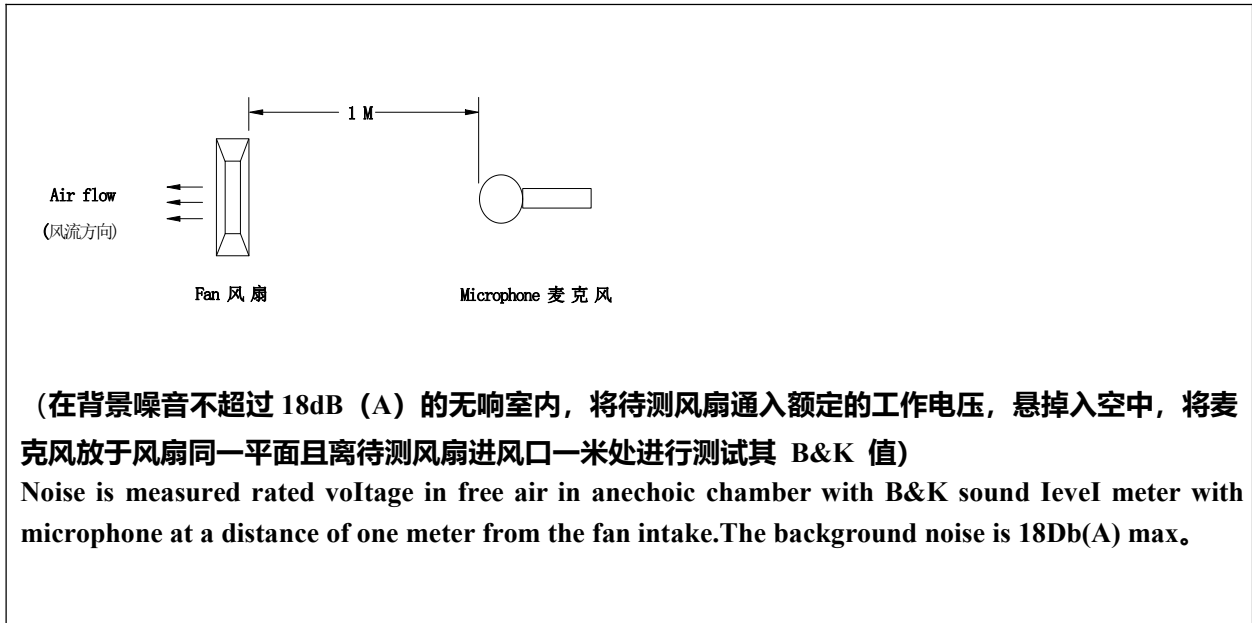 1 M
Air flow
(风流方向)
Fan 风 扇
Microphone 麦 克 风
（在背景噪音不超过 18dB（A）的无响室内，将待测风扇通入额定的工作电压，悬掉入空中，将麦
克风放于风扇同一平面且离待测风扇进风口一米处进行测试其 B&K 值)
Noise is measured rated voItage in free air in anechoic chamber with B&K sound IeveI meter with
microphone at a distance of one meter from the fan intake.The background noise is 18Db(A) max。